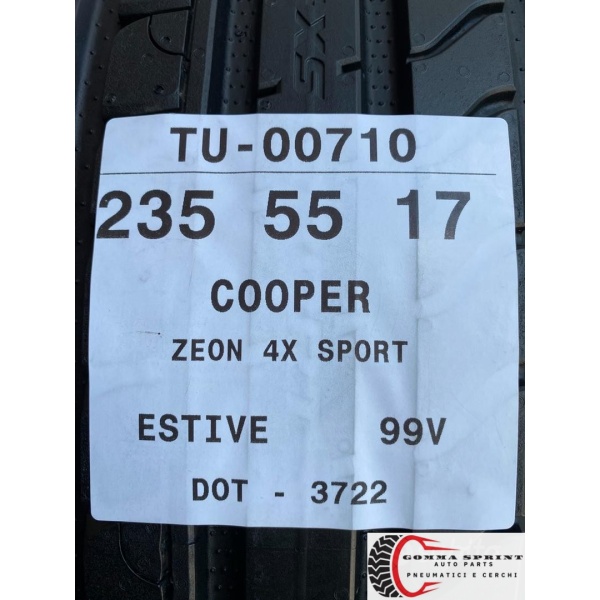 SX
TU-00710
235 55 17
COOPER
ZEON 4X SPORT
ESTIVE 99V
DOT - 3722
GOMMA SPRINT
AUTO PARTS
PNEUMATICI E CERCHI